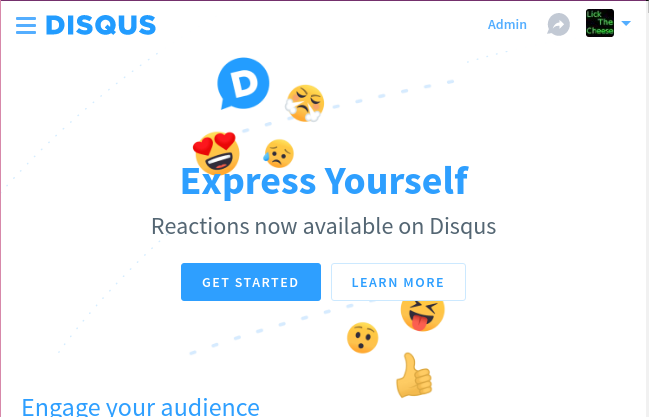 DISQUS
Admin
Lick
The
Cheese
D
Express Yourself
Reactions now available on Disqus
GET STARTED
LEARN MORE
Engage your audience